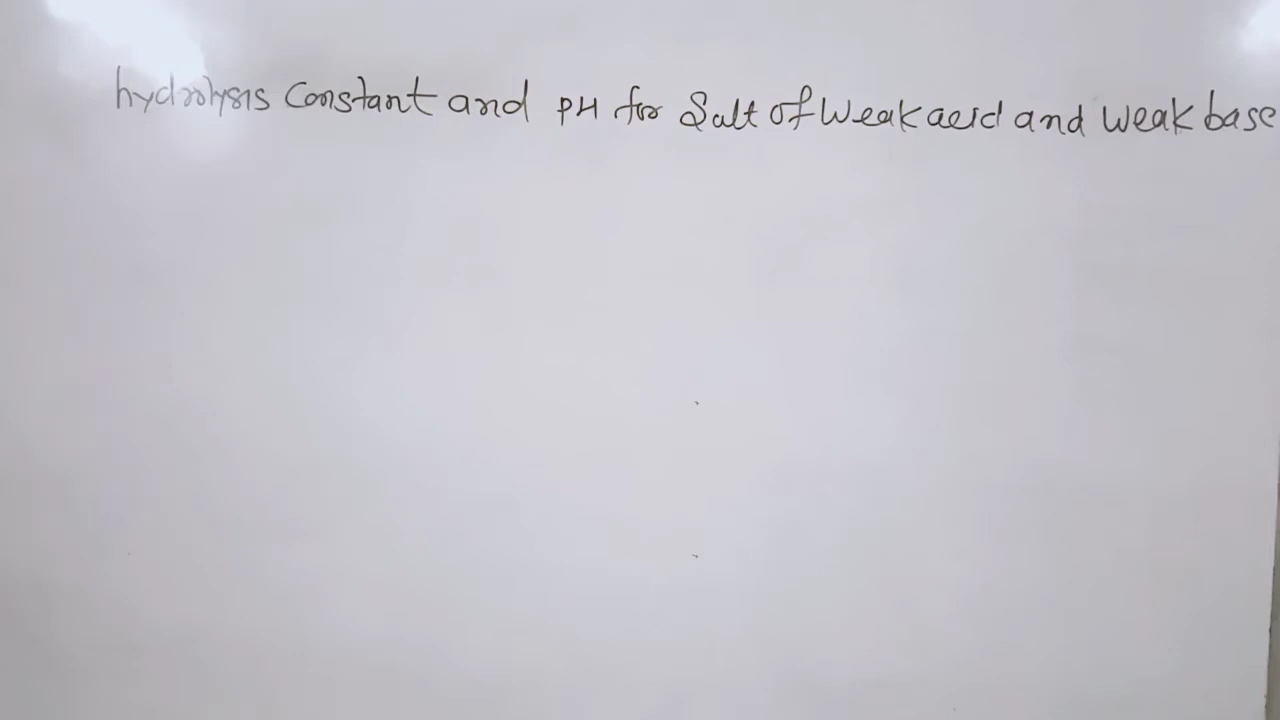 hydrolysis Constant and pH for Salt of Weak acid and weak base